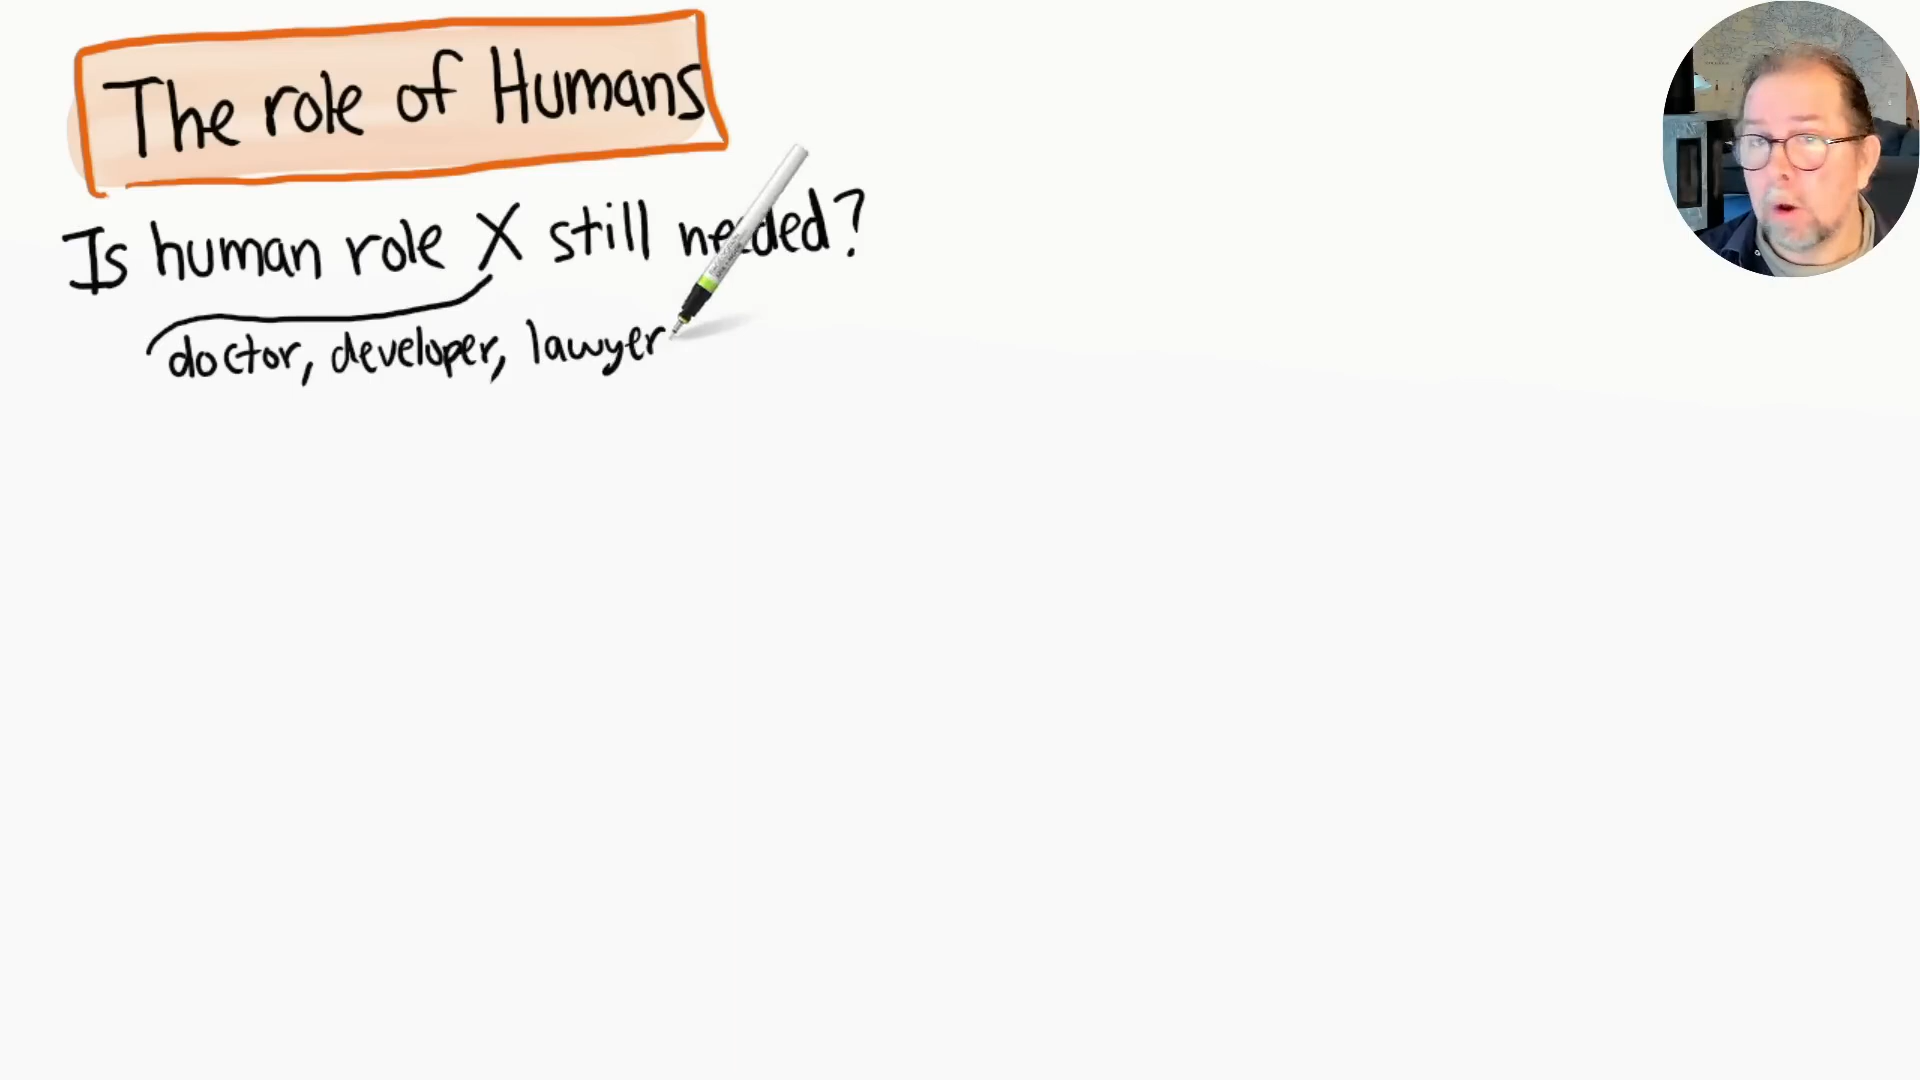 The role of Humans
Is human role X still needed?
doctor, developer, lawyer